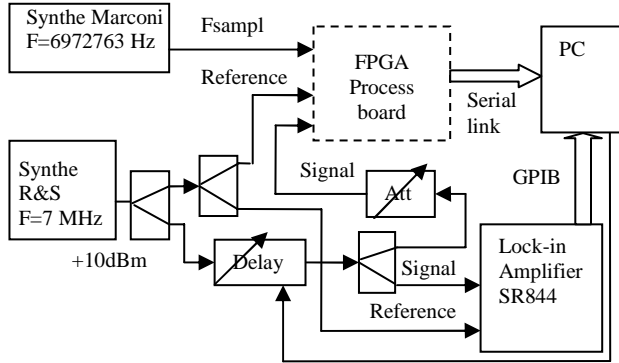 Synthe Marconi
F=6972763 Hz
Fsampl
Reference
FPGA
Process
board
PC
Serial
link
Synthe
R&S
F=7 MHz
+10dBm
Signal
Att
GPIB
Delay
Signal
Reference
Lock-in
Amplifier
SR844